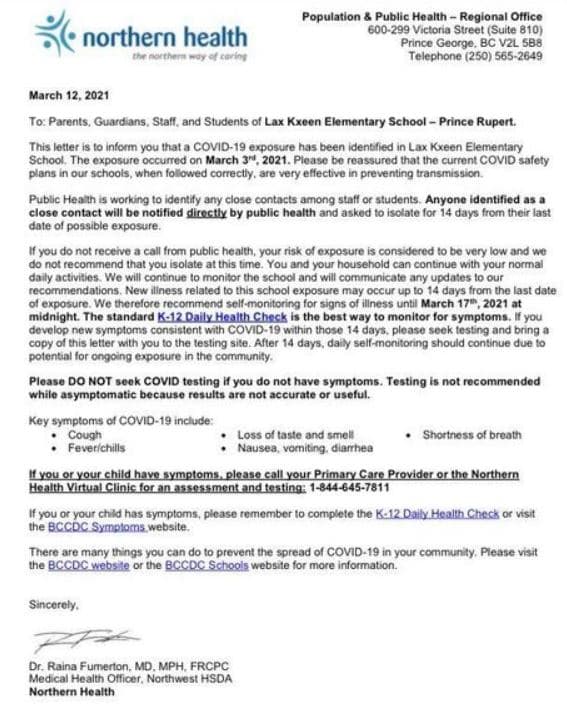 northern health
the northern way of caring
Population & Public Health – Regional Office
600-299 Victoria Street (Suite 810)
Prince George, BC V2L 5B8
Telephone (250) 565-2649
March 12, 2021
To: Parents, Guardians, Staff, and Students of Lax Kxeen Elementary School – Prince Rupert.
This letter is to inform you that a COVID-19 exposure has been identified in Lax Kxeen Elementary
School. The exposure occurred on March 3rd, 2021. Please be reassured that the current COVID safety
plans in our schools, when followed correctly, are very effective in preventing transmission.
Public Health is working to identify any close contacts among staff or students. Anyone identified as a
close contact will be notified directly by public health and asked to isolate for 14 days from their last
date of possible exposure.
If you do not receive a call from public health, your risk of exposure is considered to be very low and we
do not recommend that you isolate at this time. You and your household can continue with your normal
daily activities. We will continue to monitor the school and will communicate any updates to our
recommendations. New illness related to this school exposure may occur up to 14 days from the last date
of exposure. We therefore recommend self-monitoring for signs of illness until March 17th, 2021 at
midnight. The standard K-12 Daily Health Check is the best way to monitor for symptoms. If you
develop new symptoms consistent with COVID-19 within those 14 days, please seek testing and bring a
copy of this letter with you to the testing site. After 14 days, daily self-monitoring should continue due to
potential for ongoing exposure in the community.
Please DO NOT seek COVID testing if you do not have symptoms. Testing is not recommended
while asymptomatic because results are not accurate or useful.
Key symptoms of COVID-19 include:
• Cough
• Fever/chills
• Loss of taste and smell
• Nausea, vomiting, diarrhea
• Shortness of breath
If you or your child have symptoms, please call your Primary Care Provider or the Northern
Health Virtual Clinic for an assessment and testing: 1-844-645-7811
If you or your child has symptoms, please remember to complete the K-12 Daily Health Check or visit
the BCCDC Symptoms website.
There are many things you can do to prevent the spread of COVID-19 in your community. Please visit
the BCCDC website or the BCCDC Schools website for more information.
Sincerely,
Dr. Raina Fumerton, MD, MPH, FRCPC
Medical Health Officer, Northwest HSDA
Northern Health